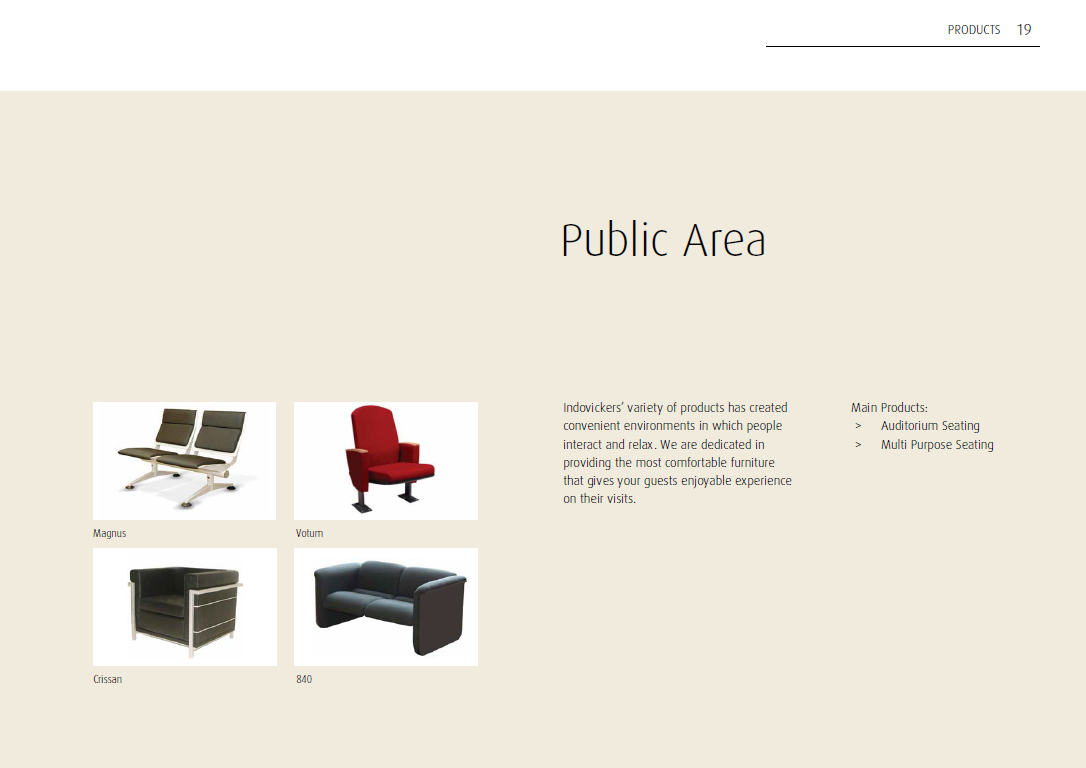 PRODUCTS 19
Public Area
Indovickers’ variety of products has created
convenient environments in which people
interact and relax. We are dedicated in
providing the most comfortable furniture
that gives your guests enjoyable experience
on their visits.
Main Products:
> Auditorium Seating
> Multi Purpose Seating
Magnus
Votum
Crissan
840